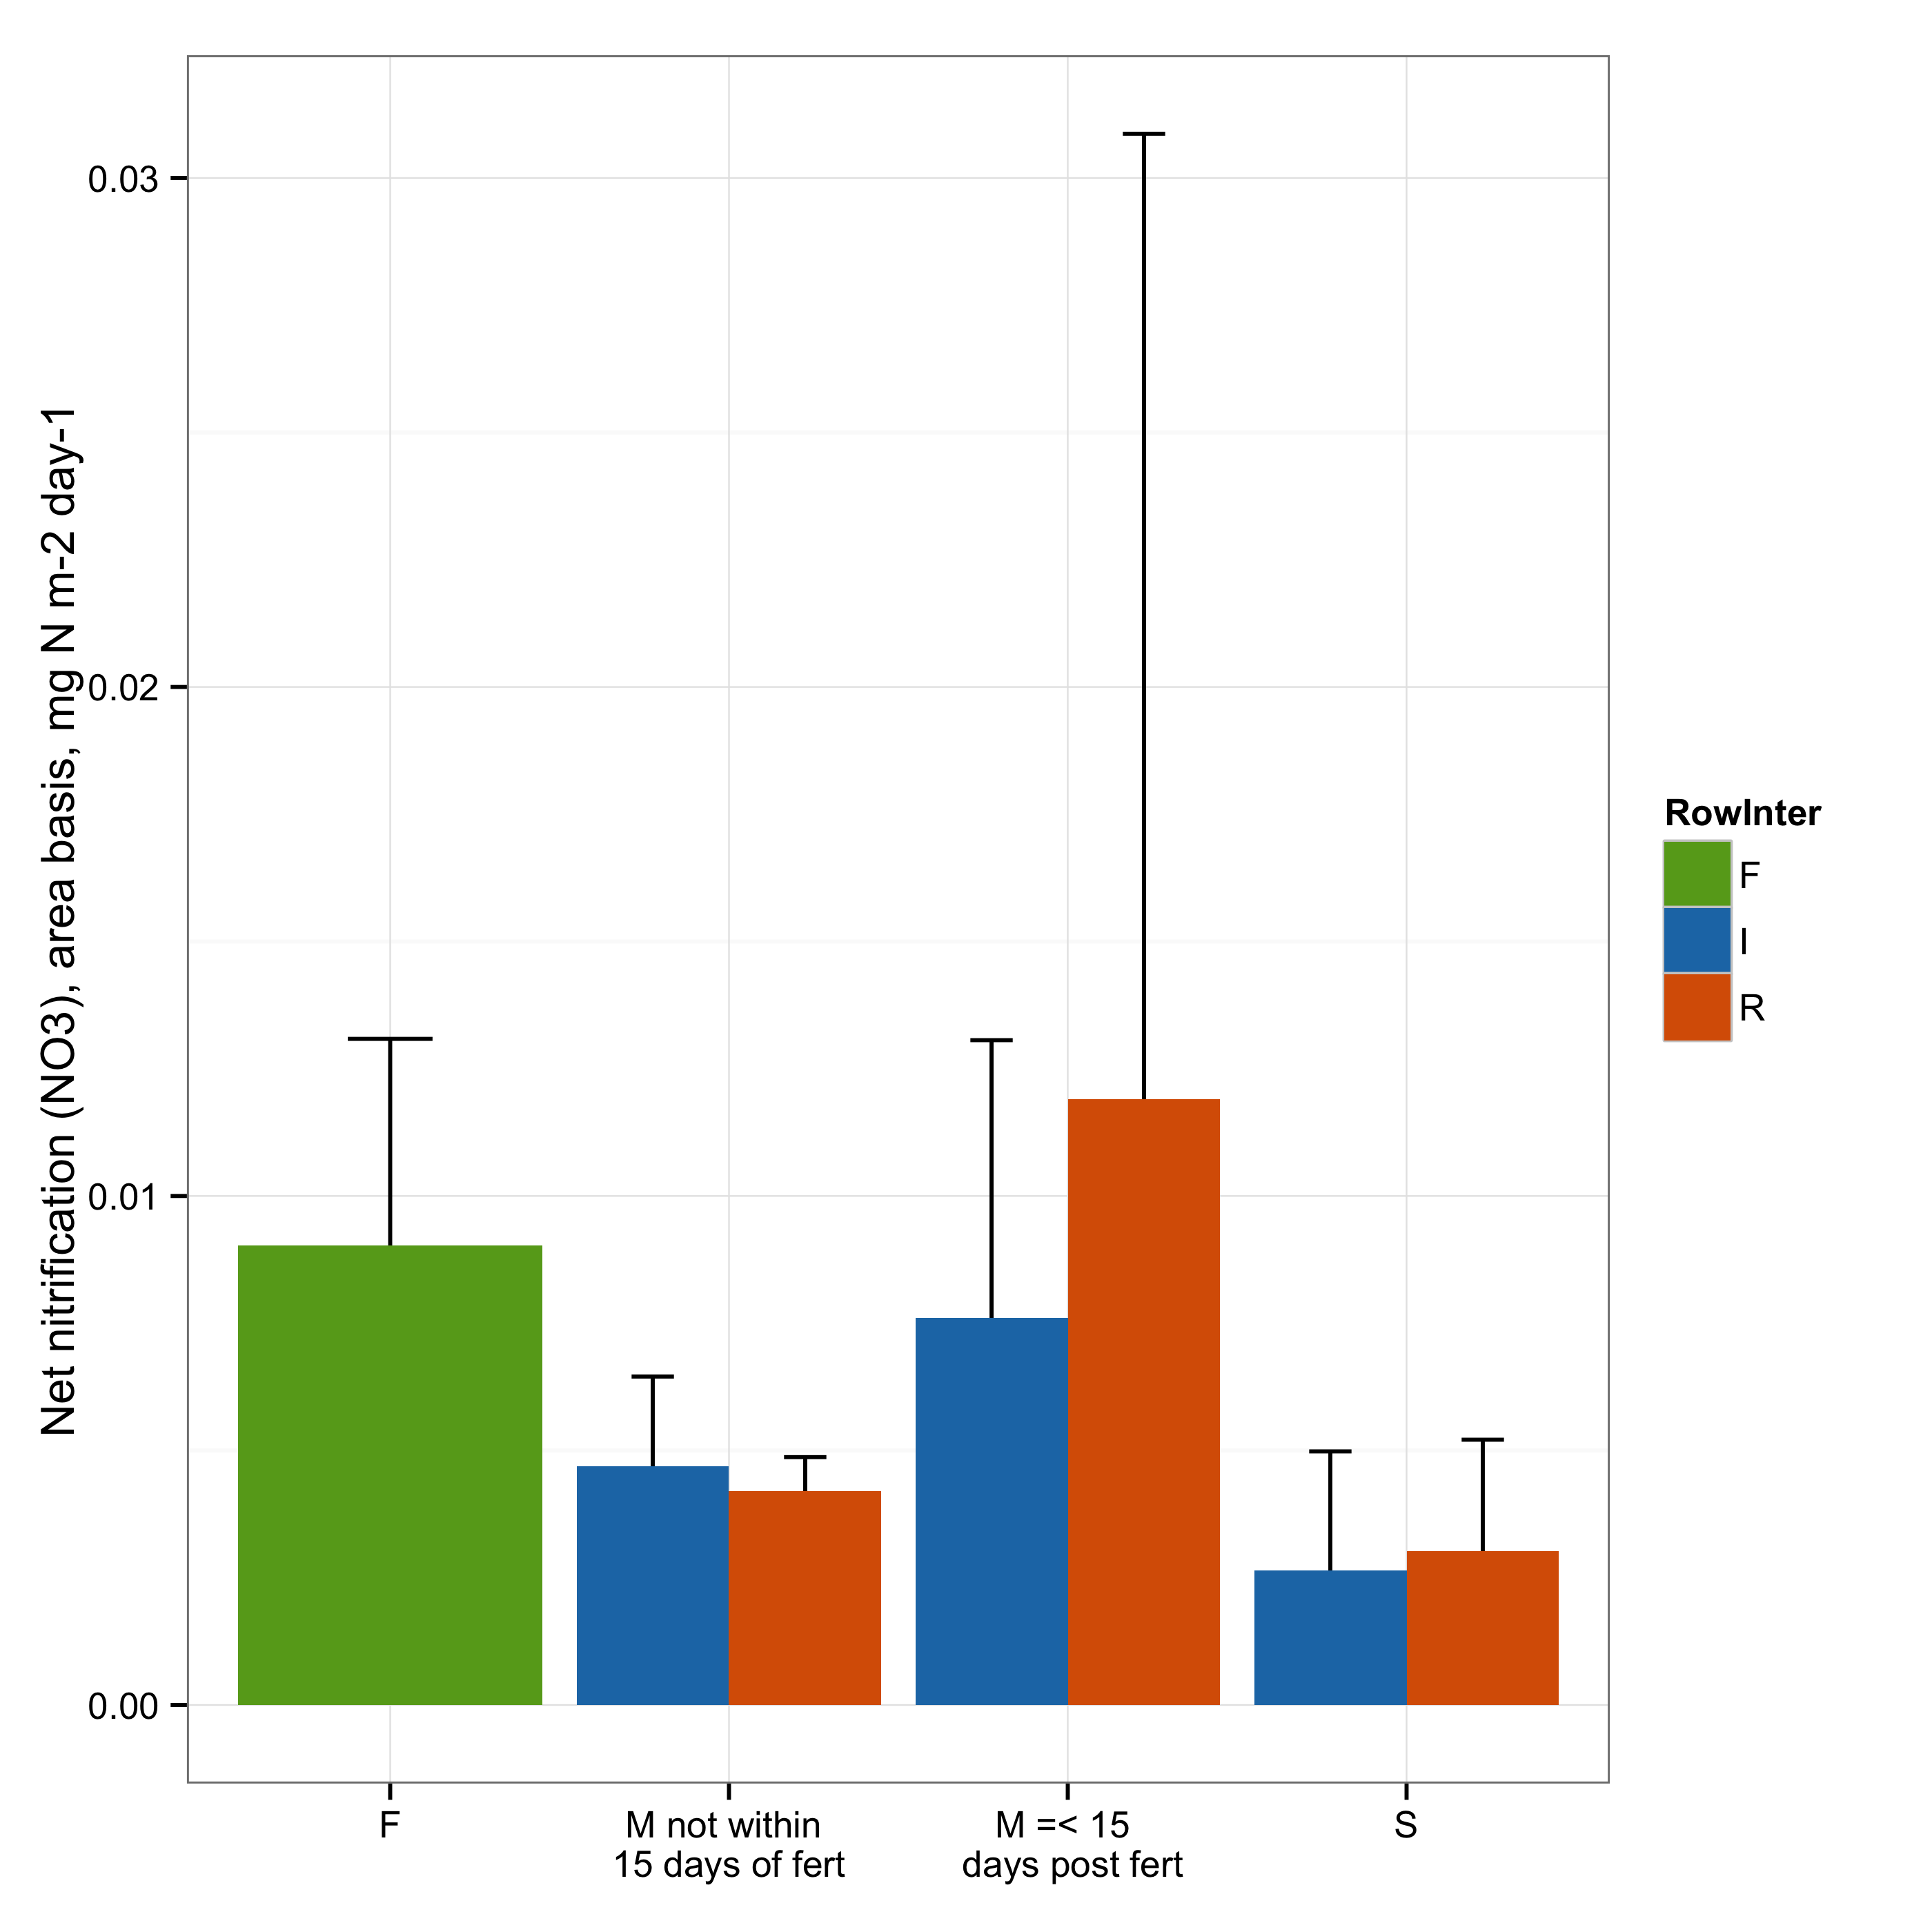 Net nitrification (NO3), area basis, mg N m-2 day-1
0.03
0.02
0.01
0.00
F
M not within
15 days of fert
M =< 15
days post fert
S
RowInter
F
I
R